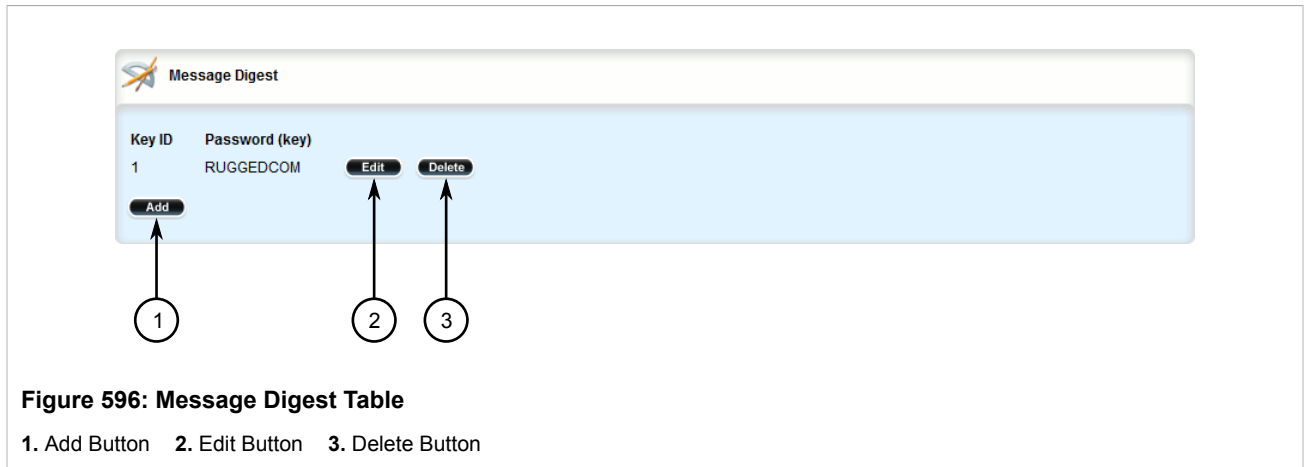 Message Digest
Key ID Password (key)
1 RUGGEDCOM Edit Delete
Add
1 2 3
Figure 596: Message Digest Table
1. Add Button 2. Edit Button 3. Delete Button